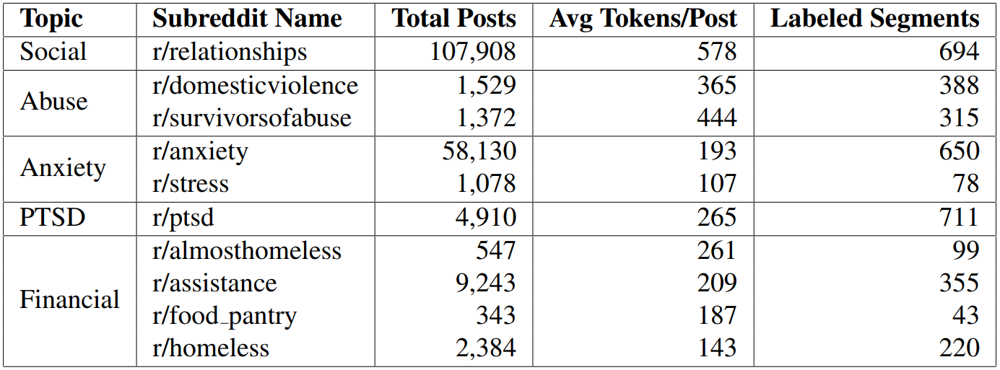 Topic Subreddit Name Total Posts Avg Tokens/Post Labeled Segments
Social r/relationships 107,908 578 694
Abuse r/domesticviolence 1,529 365 388
r/survivorsofabuse 1,372 444 315
Anxiety r/anxiety 58,130 193 650
r/stress 1,078 107 78
PTSD r/ptsd 4,910 265 711
Financial r/almosthomeless 547 261 99
r/assistance 9,243 209 355
r/food_pantry 343 187 43
r/homeless 2,384 143 220